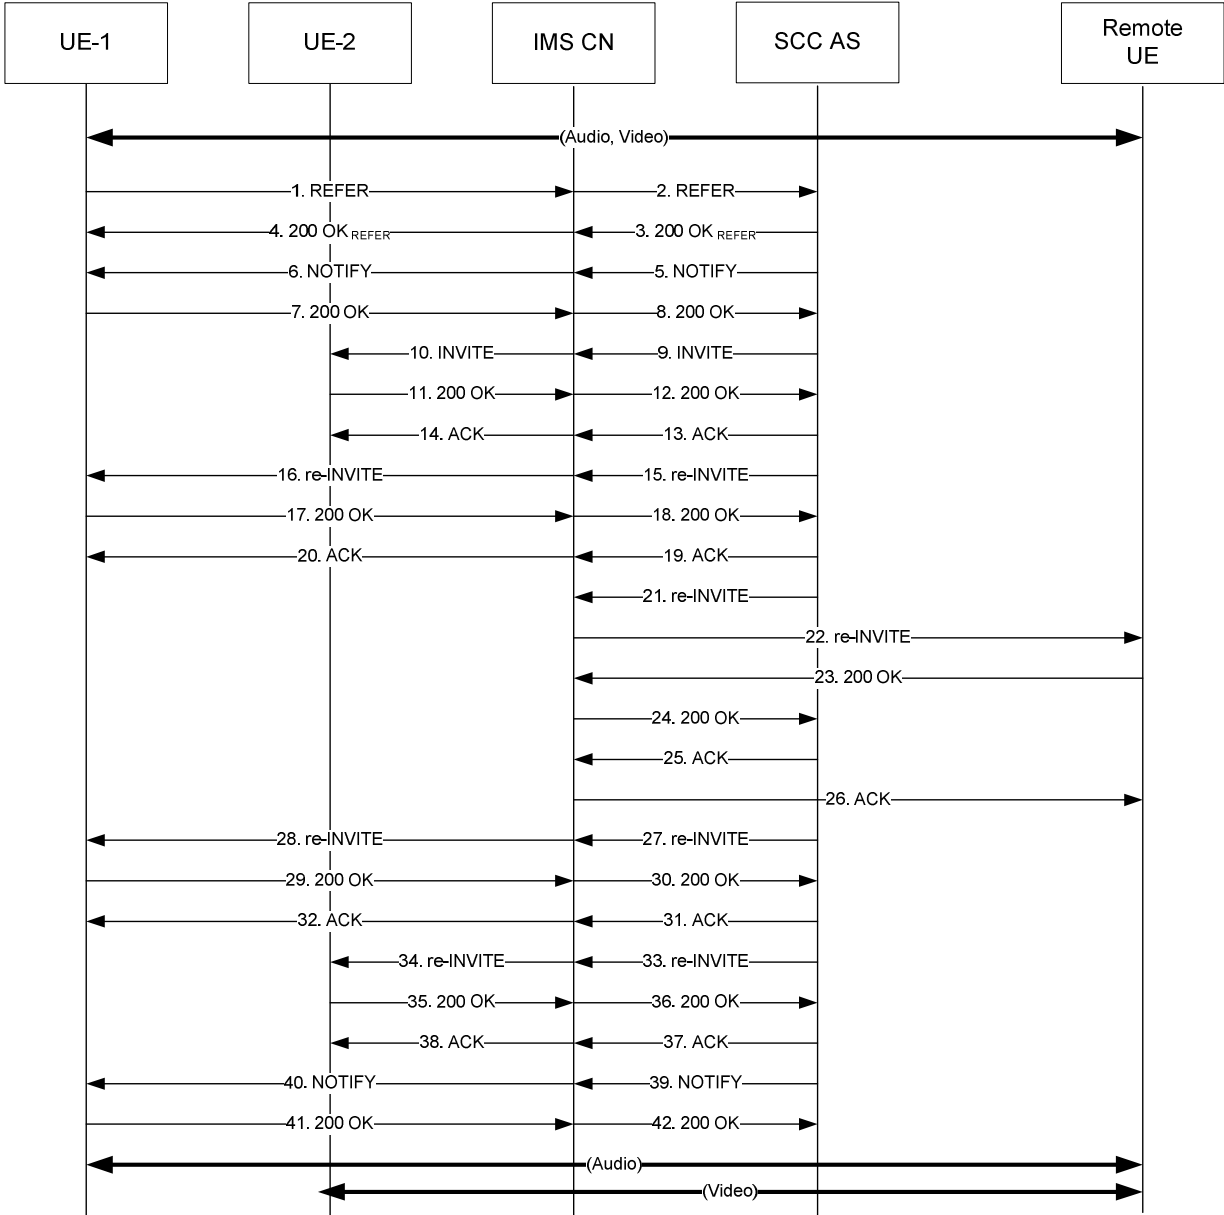 UE-1
UE-2
IMS CN
SCC AS
Remote
UE
(Audio, Video)
1. REFER
2. REFER
4. 200 OK REFER
3. 200 OK REFER
6. NOTIFY
5. NOTIFY
7. 200 OK
8. 200 OK
10. INVITE
9. INVITE
11. 200 OK
12. 200 OK
14. ACK
13. ACK
16. re-INVITE
15. re-INVITE
17. 200 OK
18. 200 OK
20. ACK
19. ACK
21. re-INVITE
22. re-INVITE
23. 200 OK
24. 200 OK
25. ACK
26. ACK
28. re-INVITE
27. re-INVITE
29. 200 OK
30. 200 OK
32. ACK
31. ACK
34. re-INVITE
33. re-INVITE
35. 200 OK
36. 200 OK
38. ACK
37. ACK
40. NOTIFY
39. NOTIFY
41. 200 OK
42. 200 OK
(Audio)
(Video)